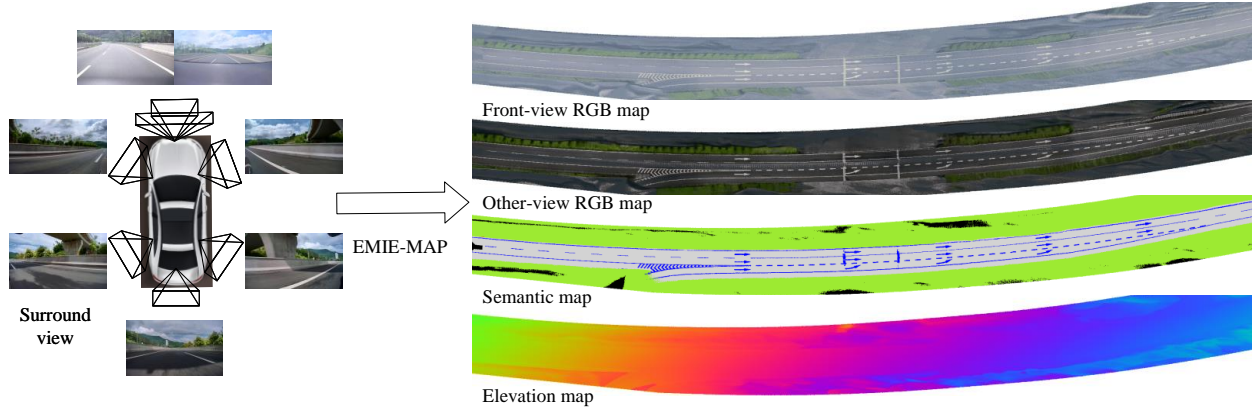 Front-view RGB map
Other-view RGB map
EMIE-MAP
Semantic map
Surround
view
Elevation map